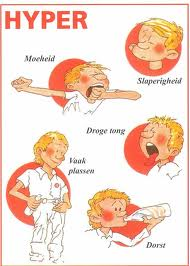 HYPER
Moeheid
Slaperigheid
Droge tong
Vaak
plassen
Dorst